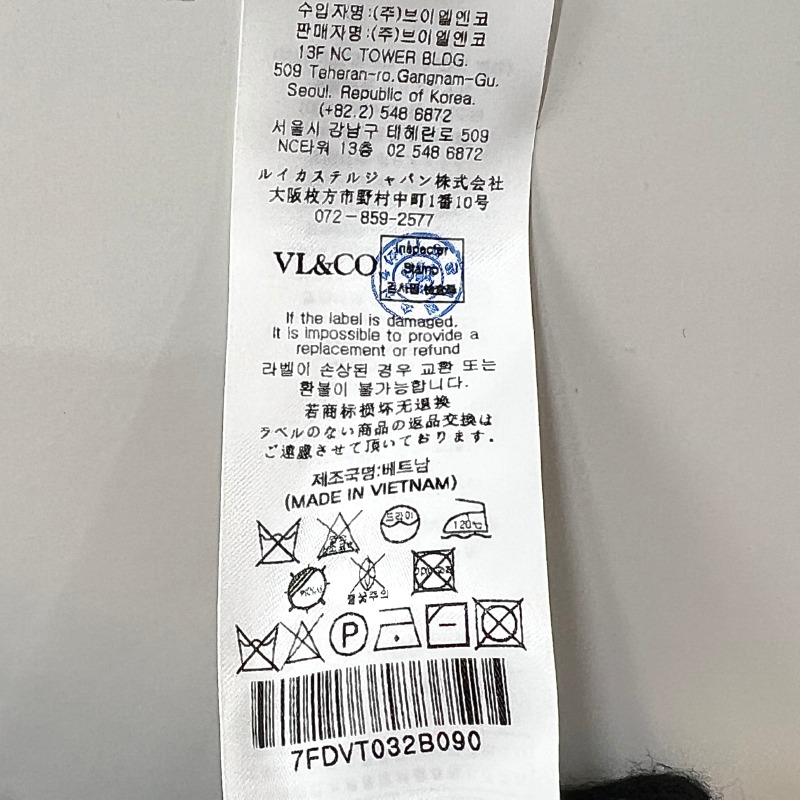 수입자명:(주)브이엘엔코
판매자명:(주)브이엘엔코
13F NC TOWER BLDG.
509 Teheran-ro.Gangnam-Gu.
Seoul. Republic of Korea.
(+82.2) 548 6872
서울시 강남구 테헤란로 509
NC타워 13층 02 548 6872
ルイカステルジャパン株式会社
大阪枚方市野村中町1番10号
072-859-2577
VL&CO
Inspecter
Stamp
If the label is damaged.
It is impossible to provide a
replacement or refund
라벨이 손상된 경우 교환 또는
환불이 불가능합니다.
若商标损坏无退换
ラベルのない商品の返品交換は
ご遠慮させて頂いております.
제조국명:베트남
(MADE IN VIETNAM)
드라이
120℃
P
7FDVT032B090